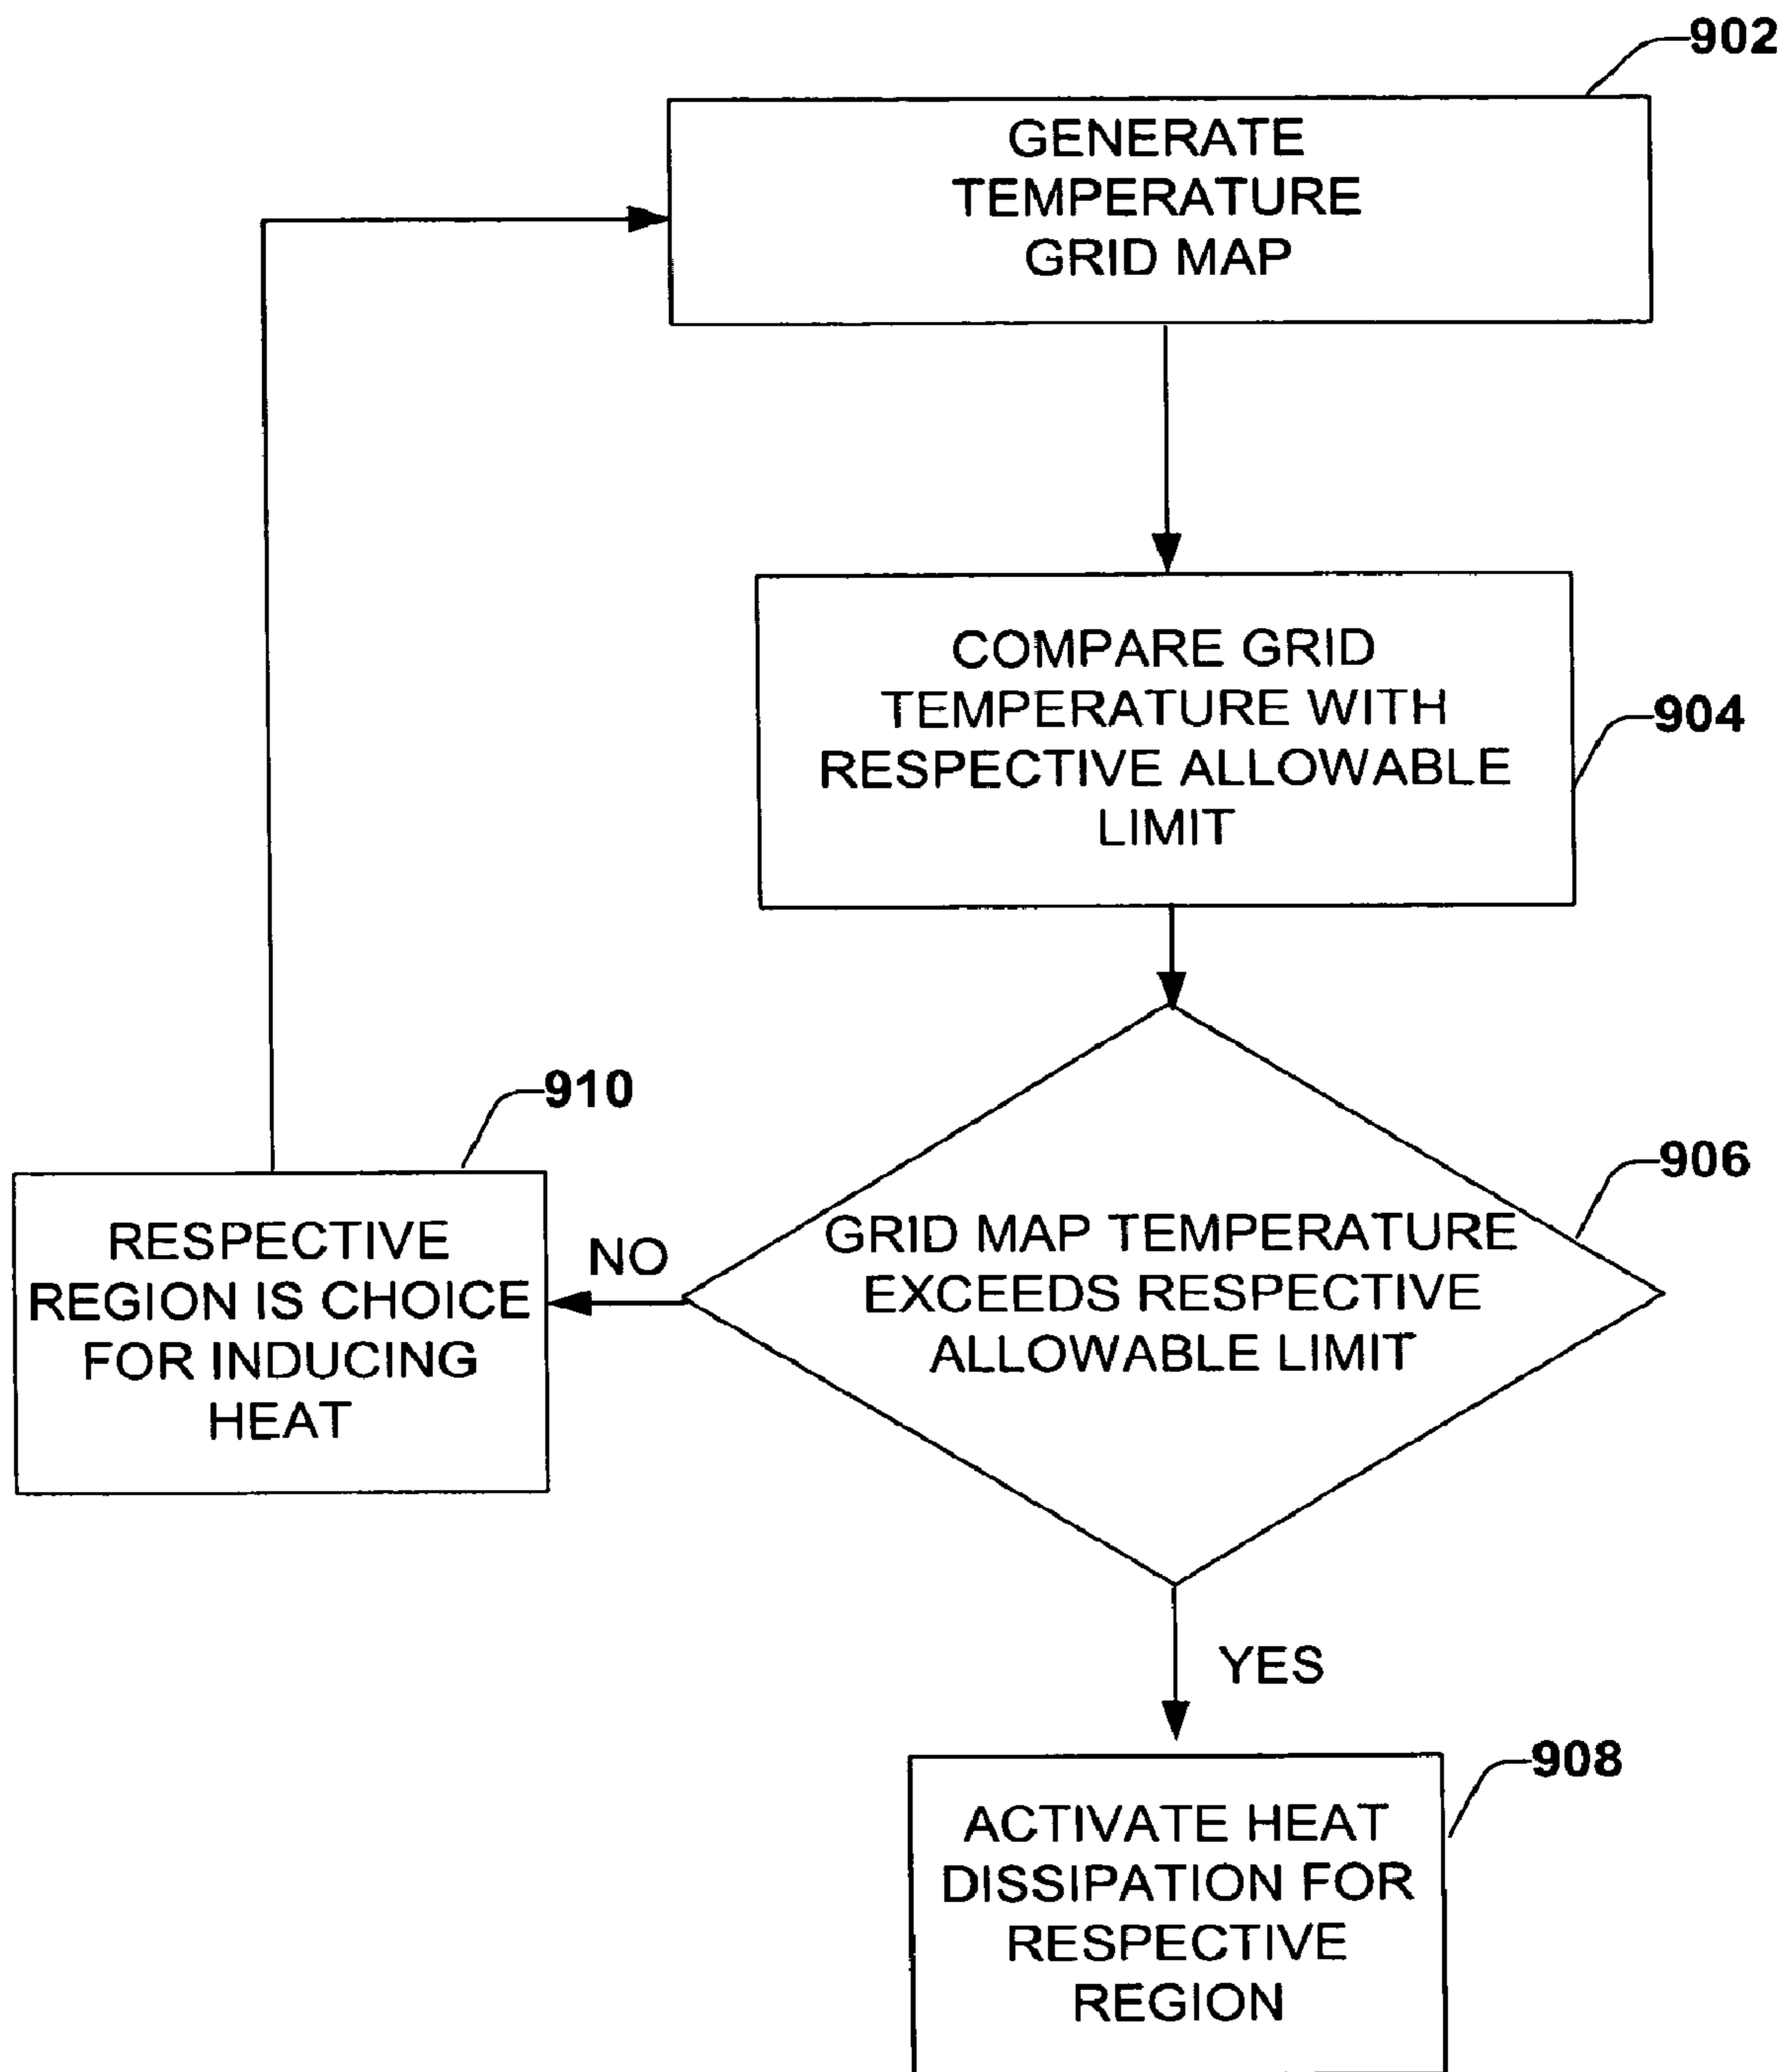 902
GENERATE
TEMPERATURE
GRID MAP
COMPARE GRID
TEMPERATURE WITH
RESPECTIVE ALLOWABLE
LIMIT
904
910
906
RESPECTIVE
REGION IS CHOICE
FOR INDUCING
HEAT
NO
GRID MAP TEMPERATURE
EXCEEDS RESPECTIVE
ALLOWABLE LIMIT
YES
908
ACTIVATE HEAT
DISSIPATION FOR
RESPECTIVE
REGION